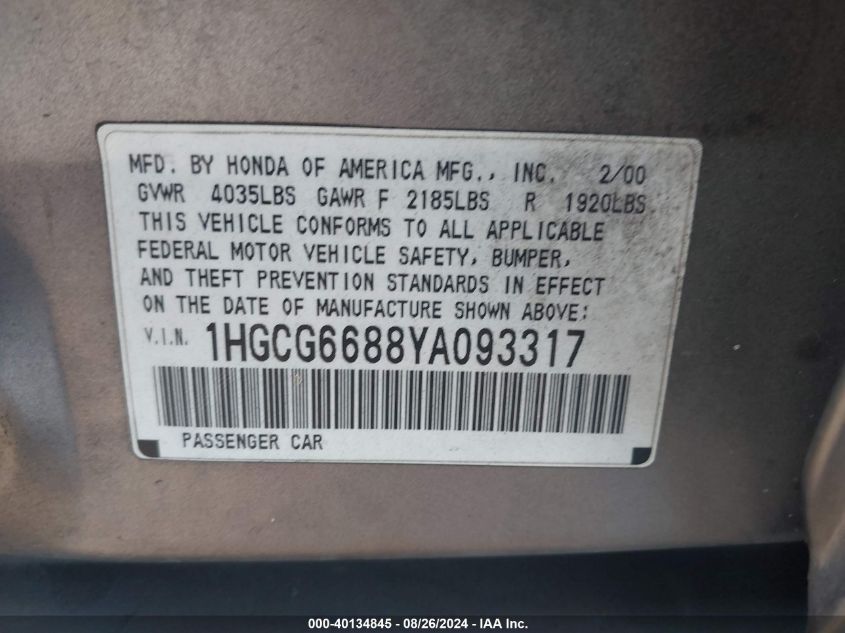 MFD. BY HONDA OF AMERICA MFG., INC. 2/00
GVWR 4035LBS GAWR F 2185LBS R 1920LBS
THIS VEHICLE CONFORMS TO ALL APPLICABLE
FEDERAL MOTOR VEHICLE SAFETY, BUMPER,
AND THEFT PREVENTION STANDARDS IN EFFECT
ON THE DATE OF MANUFACTURE SHOWN ABOVE:
V.I.N. 1HGCG6688YA093317
PASSENGER CAR
000-40134845 - 08/26/2024 - IAA Inc.